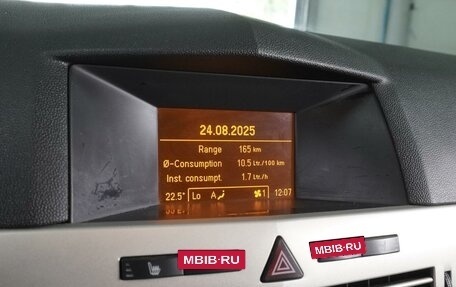 24.08.2025
Range 165 km
Ø-Consumption 10.5 Ltr./100 km
Inst consumpt. 1.7 Ltr./h
22.5° Lo A 1 12:07
MBIB-RU
MBIB-RU